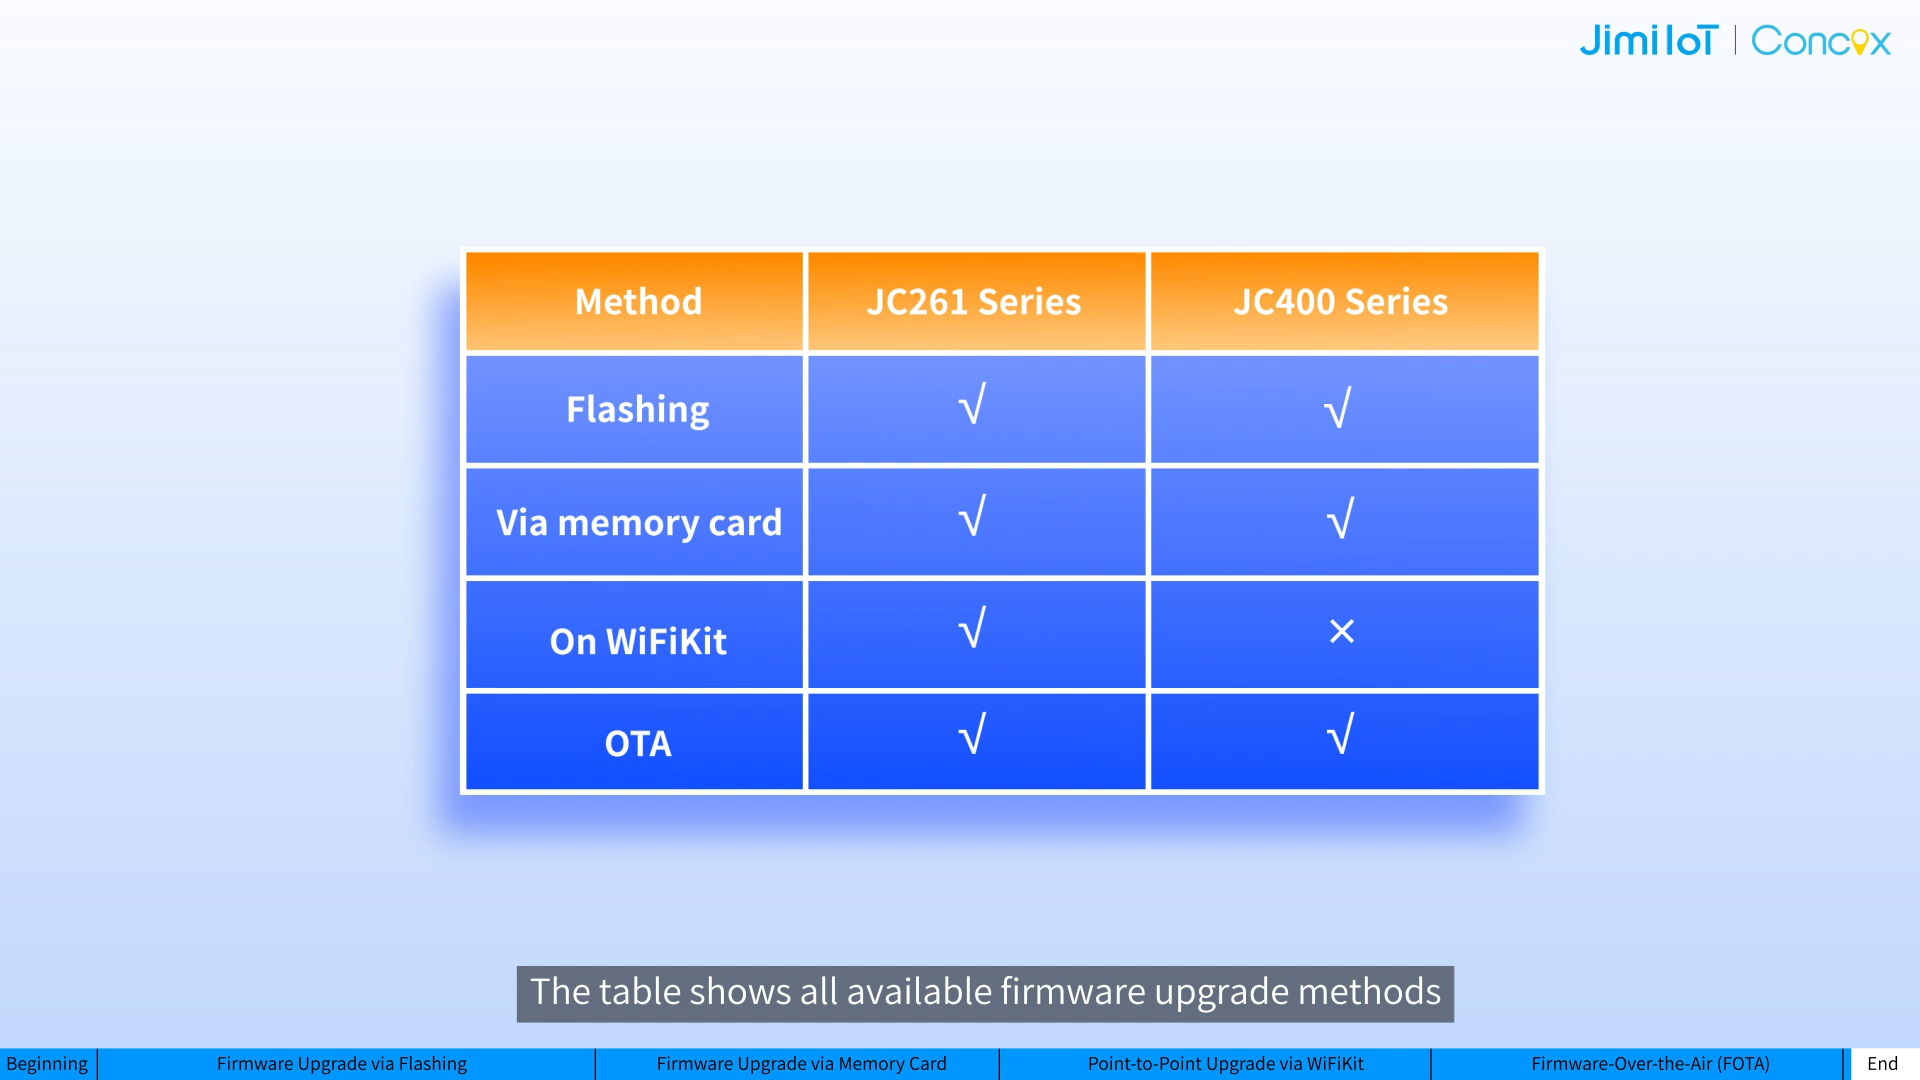 Jimi IoT | Concox
Method JC261 Series JC400 Series
Flashing √ √
Via memory card √ √
On WiFiKit √ ×
OTA √ √
The table shows all available firmware upgrade methods
Beginning Firmware Upgrade via Flashing Firmware Upgrade via Memory Card Point-to-Point Upgrade via WiFiKit Firmware-Over-the-Air (FOTA) End